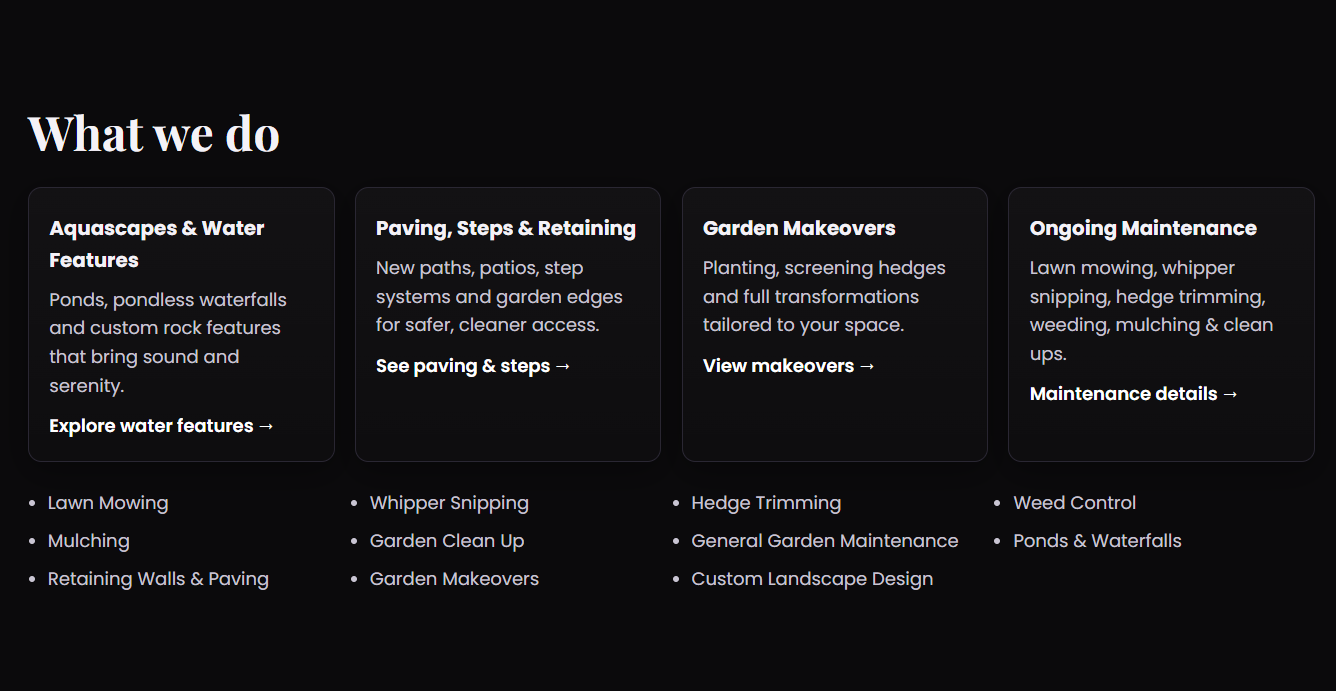 What we do
Aquascapes & Water
Features
Ponds, pondless waterfalls
and custom rock features
that bring sound and
serenity.
Explore water features →
Paving, Steps & Retaining
New paths, patios, step
systems and garden edges
for safer, cleaner access.
See paving & steps →
Garden Makeovers
Planting, screening hedges
and full transformations
tailored to your space.
View makeovers →
Ongoing Maintenance
Lawn mowing, whipper
snipping, hedge trimming,
weeding, mulching & clean
ups.
Maintenance details →
• Lawn Mowing
• Whipper Snipping
• Hedge Trimming
• Weed Control
• Mulching
• Garden Clean Up
• General Garden Maintenance
• Ponds & Waterfalls
• Retaining Walls & Paving
• Garden Makeovers
• Custom Landscape Design